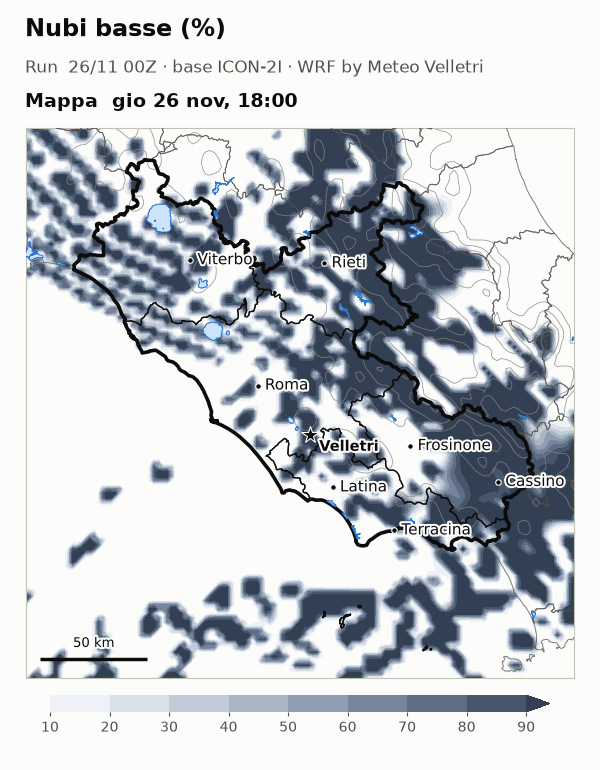 Nubi basse (%)
Run  26/11 00Z · base ICON-2I · WRF by Meteo Velletri
Mappa  gio 26 nov, 18:00
Viterbo
Rieti
Roma
Velletri
Frosinone
Cassino
Latina
Terracina
50 km
10 20 30 40 50 60 70 80 90